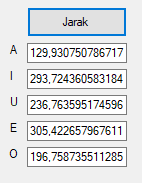 Jarak
A 129,930750786717
I 293,724360583184
U 236,763595174596
E 305,422657967611
O 196,758735511285